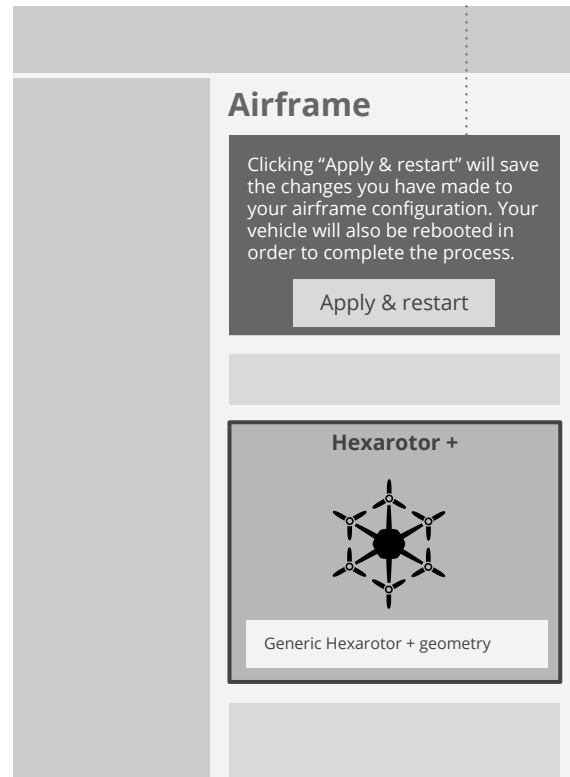 Airframe
Clicking “Apply & restart” will save
the changes you have made to
your airframe configuration. Your
vehicle will also be rebooted in
order to complete the process.
Apply & restart
Hexarotor +
Generic Hexarotor + geometry